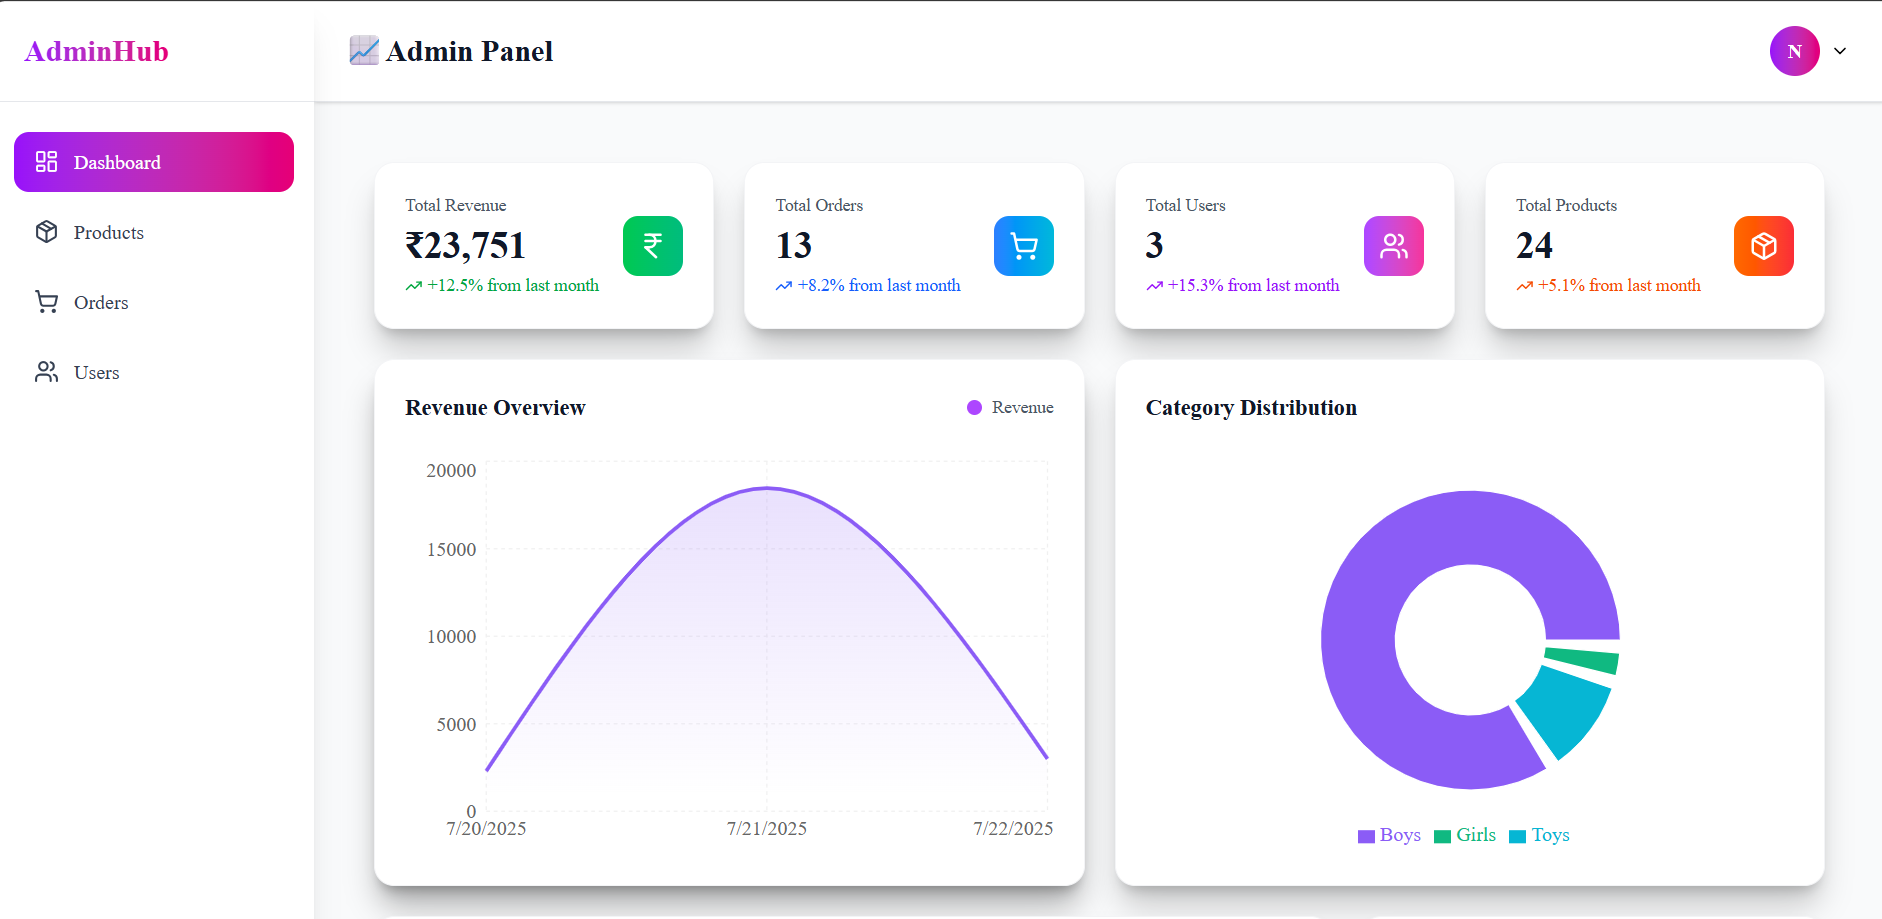 AdminHub
Admin Panel
N
Dashboard
Products
Orders
Users
Total Revenue
₹23,751
+12.5% from last month
Total Orders
13
+8.2% from last month
Total Users
3
+15.3% from last month
Total Products
24
+5.1% from last month
Revenue Overview
Revenue
20000
15000
10000
5000
0
7/20/2025 7/21/2025 7/22/2025
Category Distribution
Boys Girls Toys